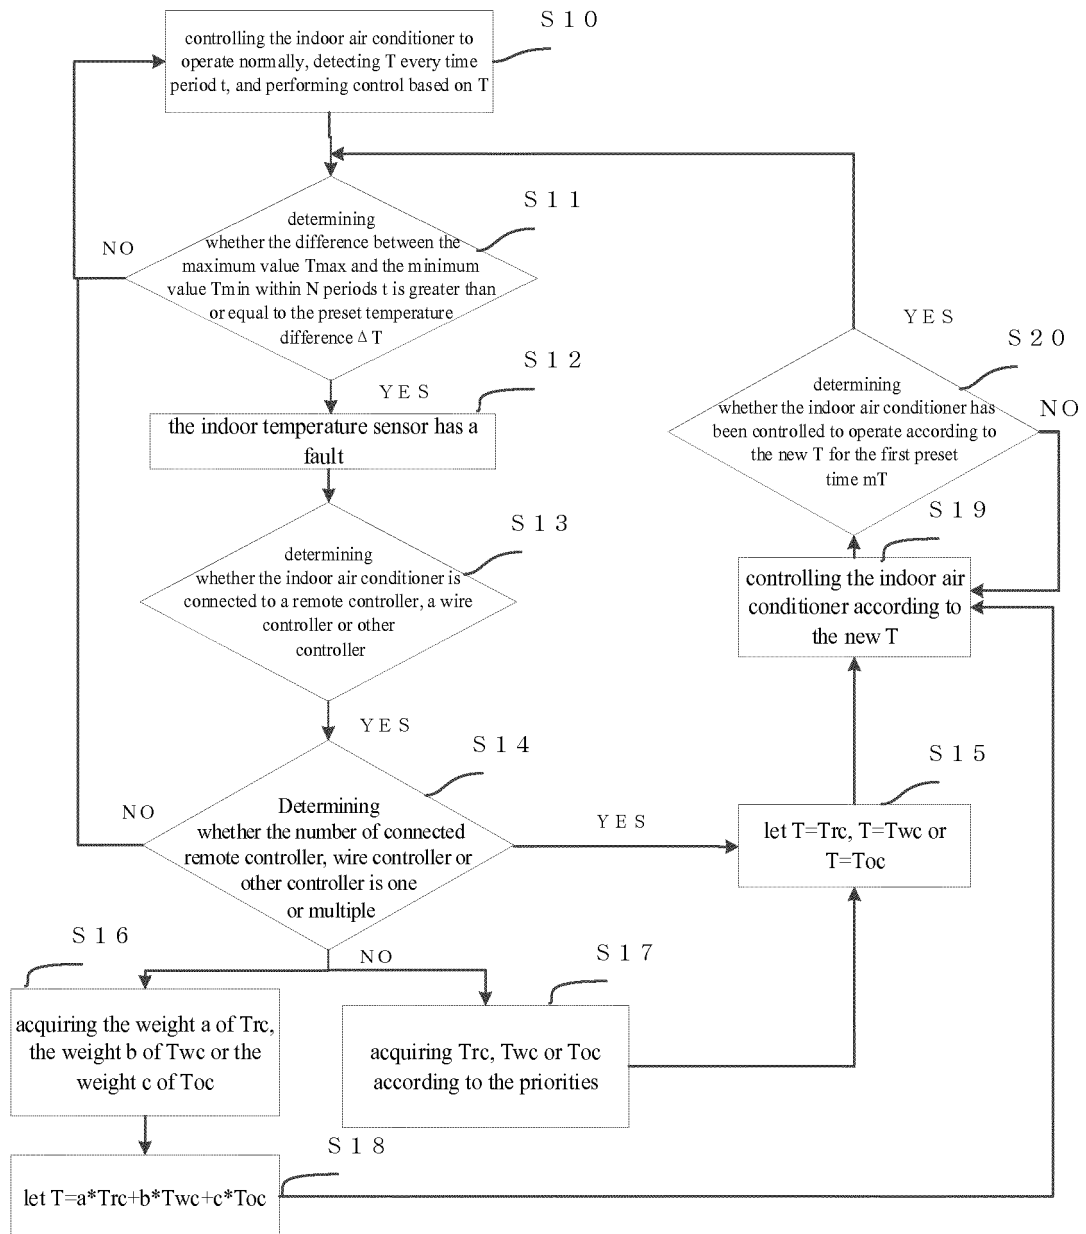 S10
controlling the indoor air conditioner to
operate normally, detecting T every time
period t, and performing control based on T
S11
determining
whether the difference between the
maximum value Tmax and the minimum
value Tmin within N periods t is greater than
or equal to the preset temperature
difference Δ T
NO
YES
S12
the indoor temperature sensor has a
fault
S13
determining
whether the indoor air conditioner is
connected to a remote controller, a wire
controller or other
controller
YES
S14
NO
Determining
whether the number of connected
remote controller, wire controller or
other controller is one
or multiple
YES
NO
S15
let T=Trc, T=Twc or
T=Toc
S16
acquiring the weight a of Trc,
the weight b of Twc or the
weight c of Toc
S17
acquiring Trc, Twc or Toc
according to the priorities
S18
let T=a*Trc+b*Twc+c*Toc
S19
controlling the indoor air
conditioner according to
the new T
S20
YES
NO
determining
whether the indoor air conditioner has
been controlled to operate according to
the new T for the first preset
time mT